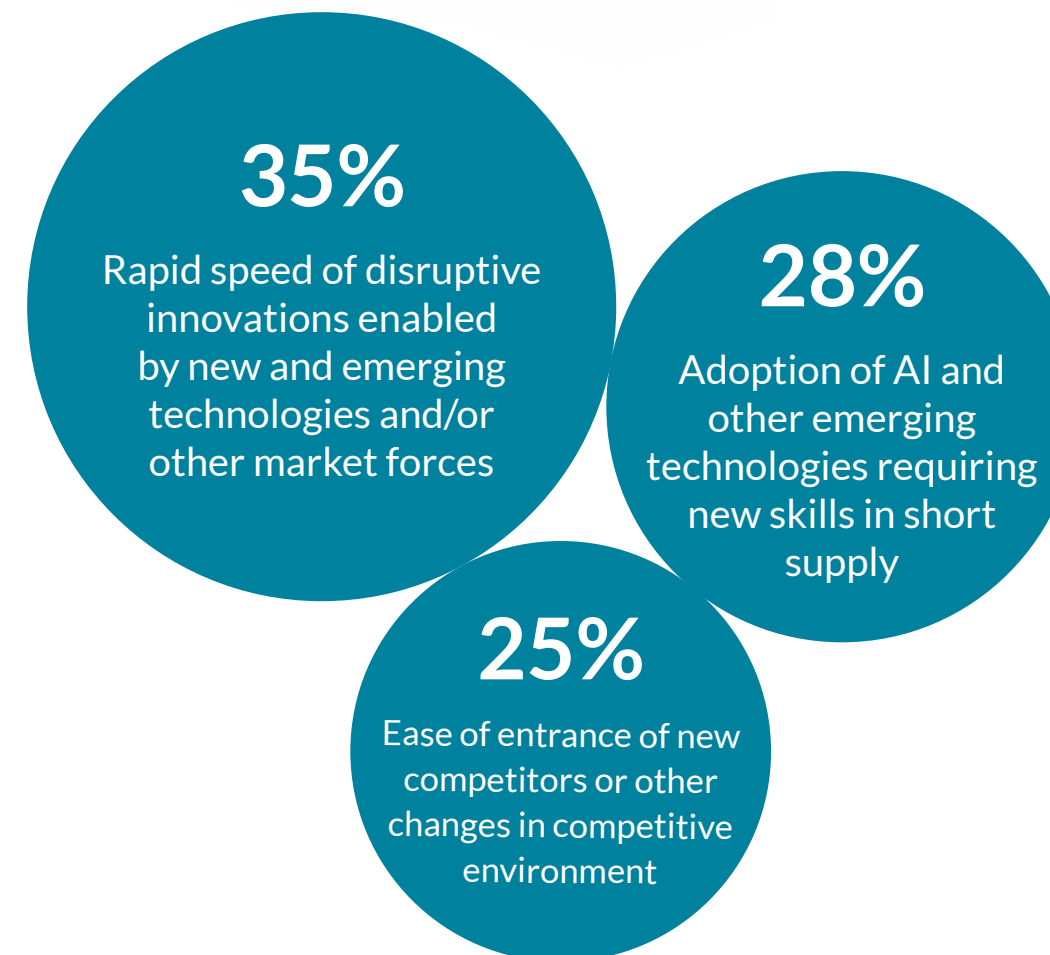 35%
Rapid speed of disruptive
innovations enabled
by new and emerging
technologies and/or
other market forces
28%
Adoption of AI and
other emerging
technologies requiring
new skills in short
supply
25%
Ease of entrance of new
competitors or other
changes in competitive
environment